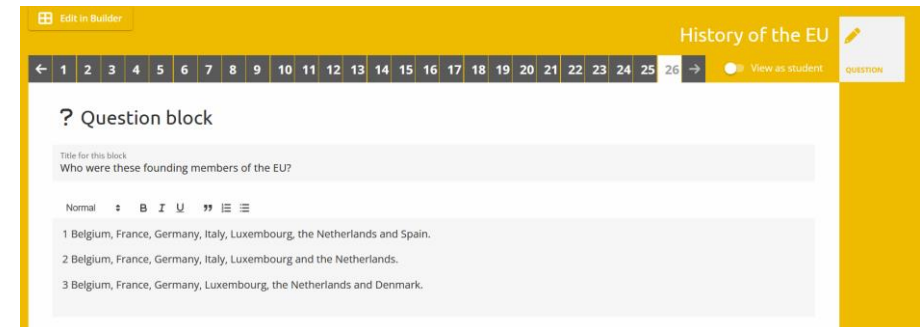 Edit in Builder
History of the EU
← 1 2 3 4 5 6 7 8 9 10 11 12 13 14 15 16 17 18 19 20 21 22 23 24 25 26 →
View as student
QUESTION
? Question block
Title for this block
Who were these founding members of the EU?
Normal B I U
1 Belgium, France, Germany, Italy, Luxembourg, the Netherlands and Spain.
2 Belgium, France, Germany, Italy, Luxembourg and the Netherlands.
3 Belgium, France, Germany, Luxembourg, the Netherlands and Denmark.